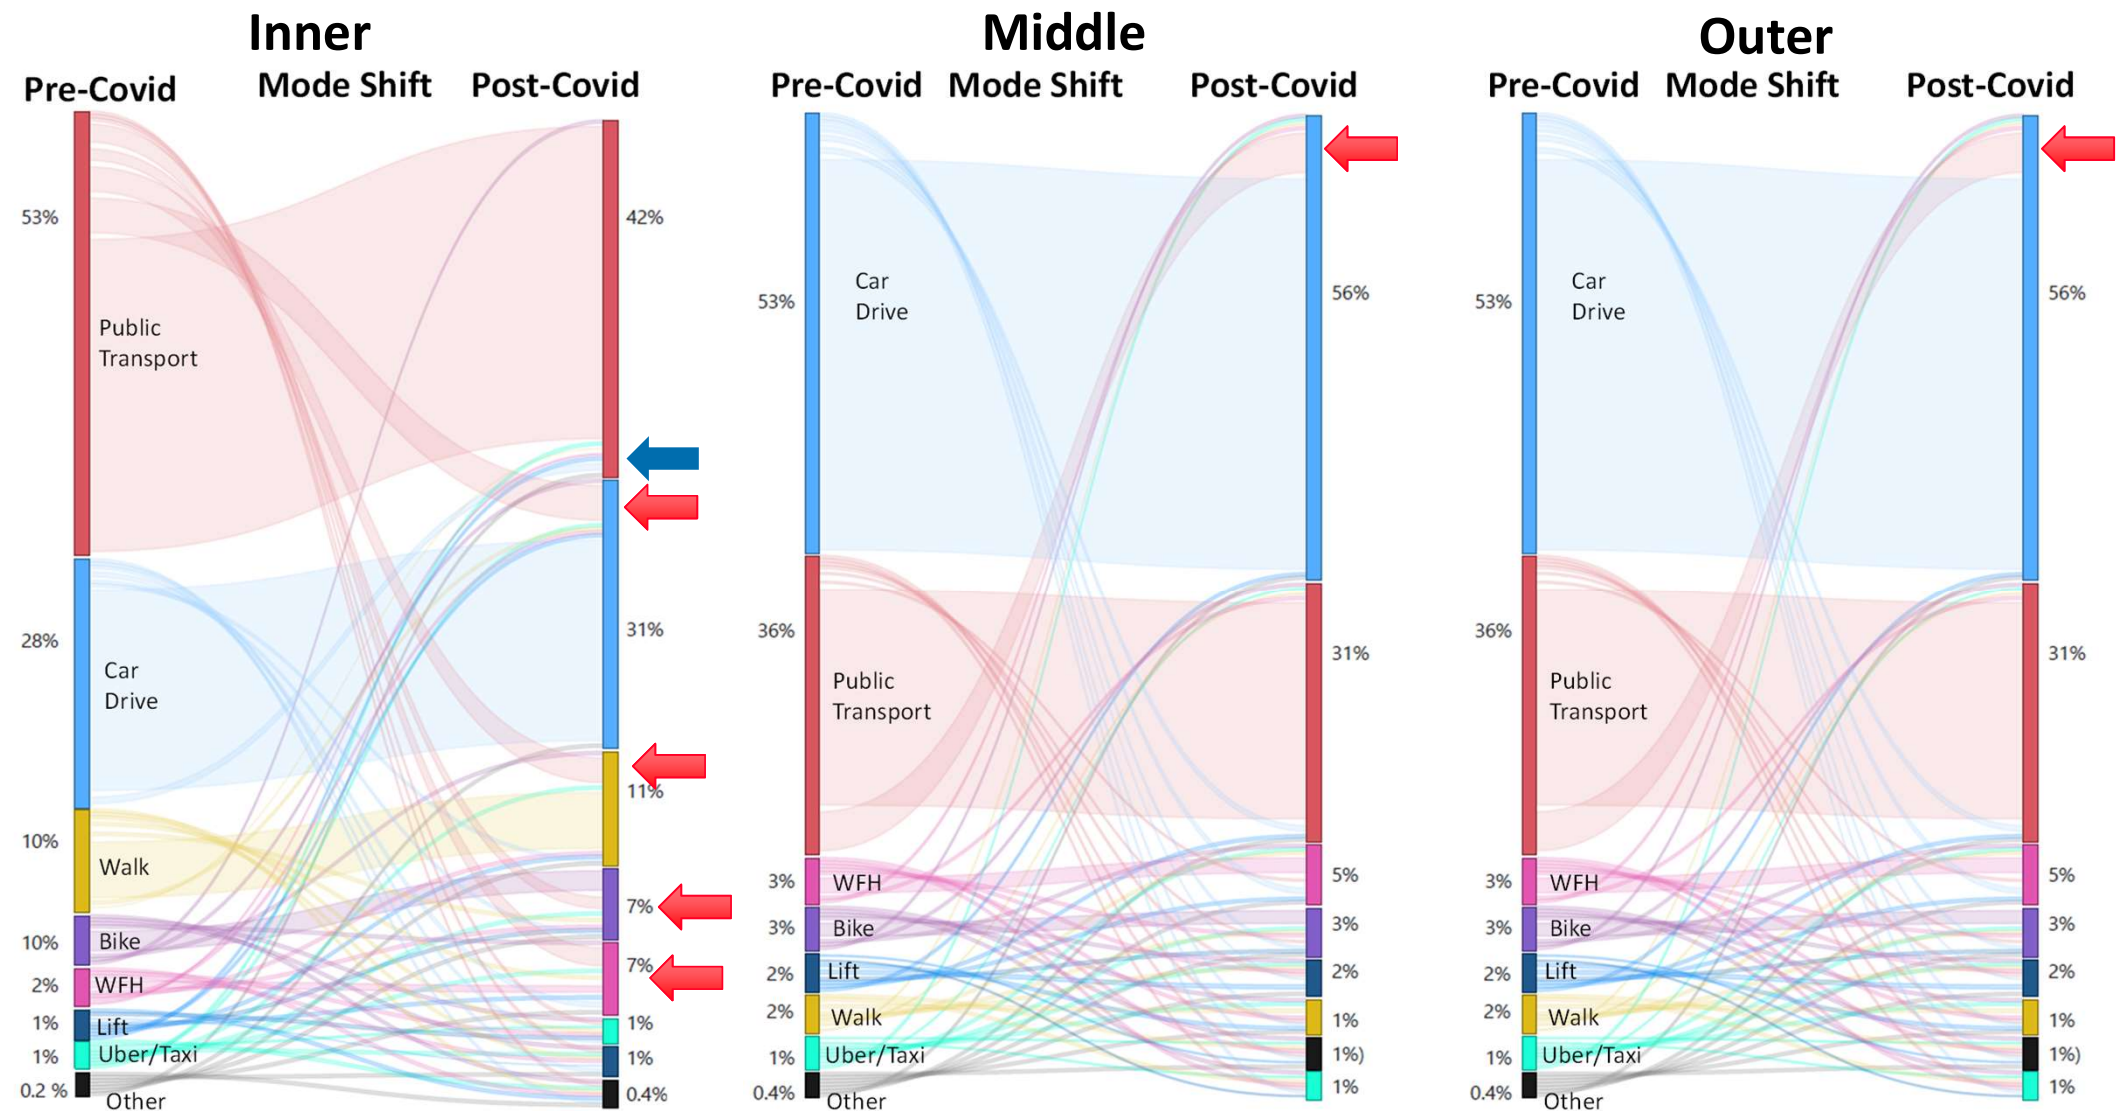 Inner
Pre-Covid Mode Shift Post-Covid
53%
Public
Transport
42%
28%
Car
Drive
31%
10%
Walk
11%
10%
Bike
7%
2%
WFH
7%
1%
Lift
1%
1%
Uber/Taxi
1%
0.2 %
Other
0.4%
Middle
Pre-Covid Mode Shift Post-Covid
53%
Car
Drive
56%
36%
Public
Transport
31%
3%
WFH
5%
3%
Bike
3%
2%
Lift
2%
2%
Walk
1%
1%
Uber/Taxi
1%)
0.4%
Other
1%
Outer
Pre-Covid Mode Shift Post-Covid
53%
Car
Drive
56%
36%
Public
Transport
31%
3%
WFH
5%
3%
Bike
3%
2%
Lift
2%
2%
Walk
1%
1%
Uber/Taxi
1%)
0.4%
Other
1%